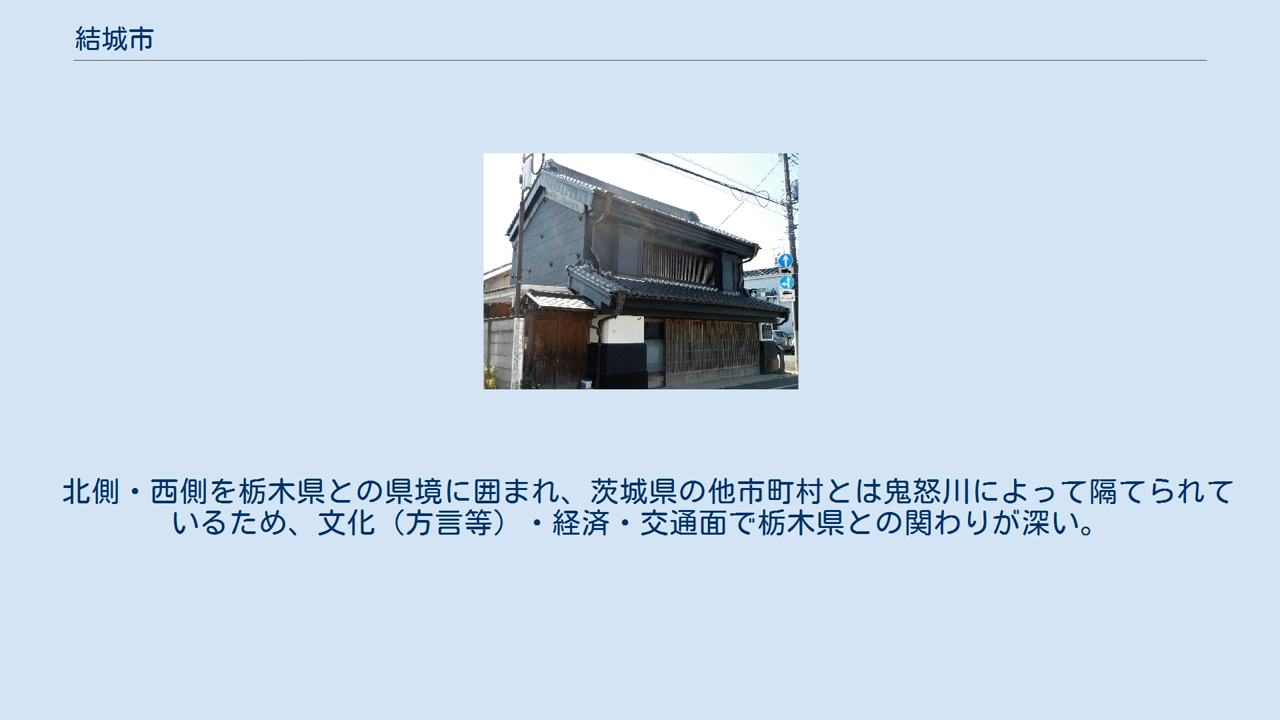 結城市
北側・西側を栃木県との県境に囲まれ、茨城県の他市町村とは鬼怒川によって隔てられて
いるため、文化（方言等）・経済・交通面で栃木県との関わりが深い。